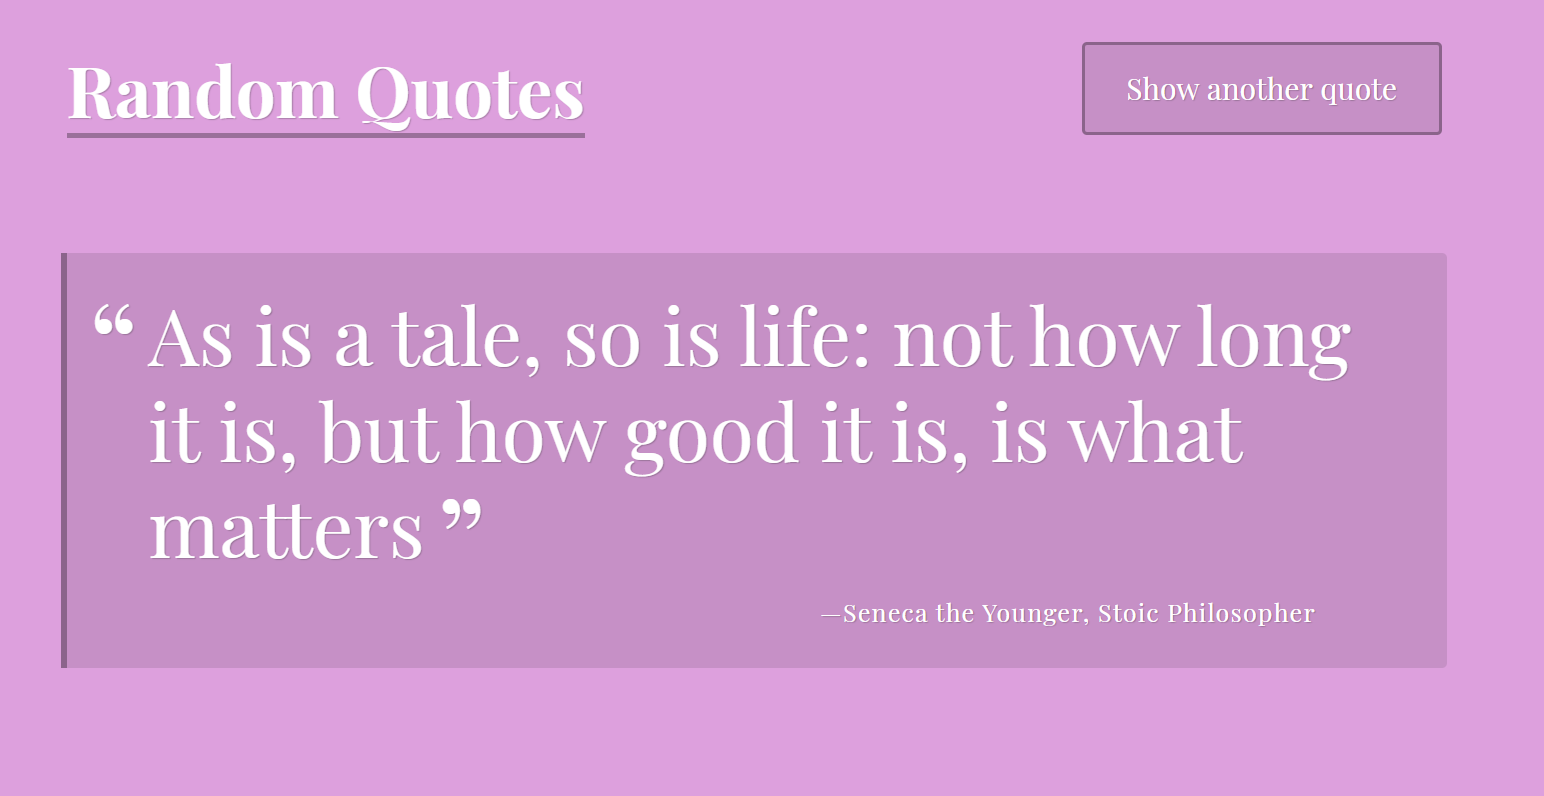 Random Quotes
Show another quote
“ As is a tale, so is life: not how long
it is, but how good it is, is what
matters ”
—Seneca the Younger, Stoic Philosopher